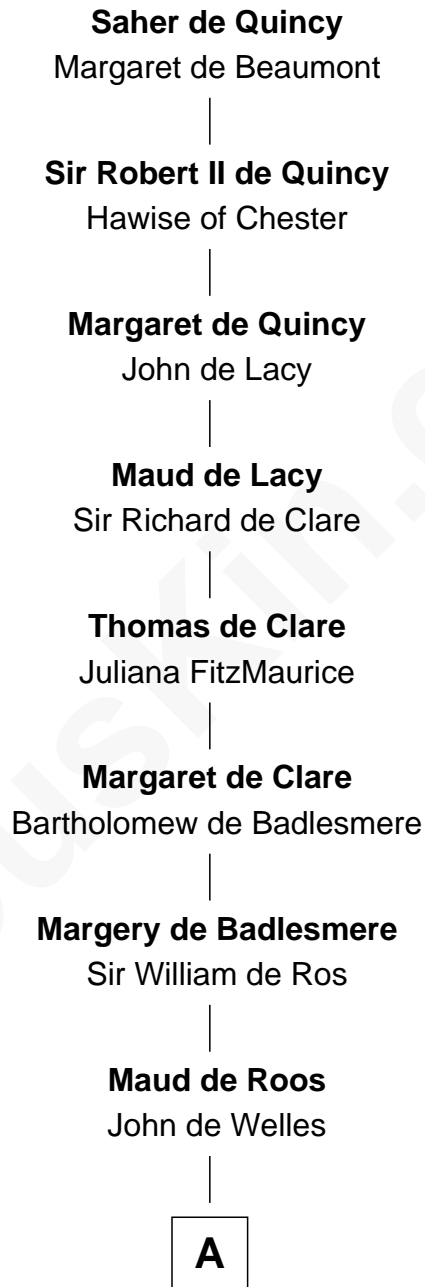 Saher de Quincy
Margaret de Beaumont
Sir Robert II de Quincy
Hawise of Chester
Margaret de Quincy
John de Lacy
Maud de Lacy
Sir Richard de Clare
Thomas de Clare
Juliana FitzMaurice
Margaret de Clare
Bartholomew de Badlesmere
Margery de Badlesmere
Sir William de Ros
Maud de Roos
John de Welles
A